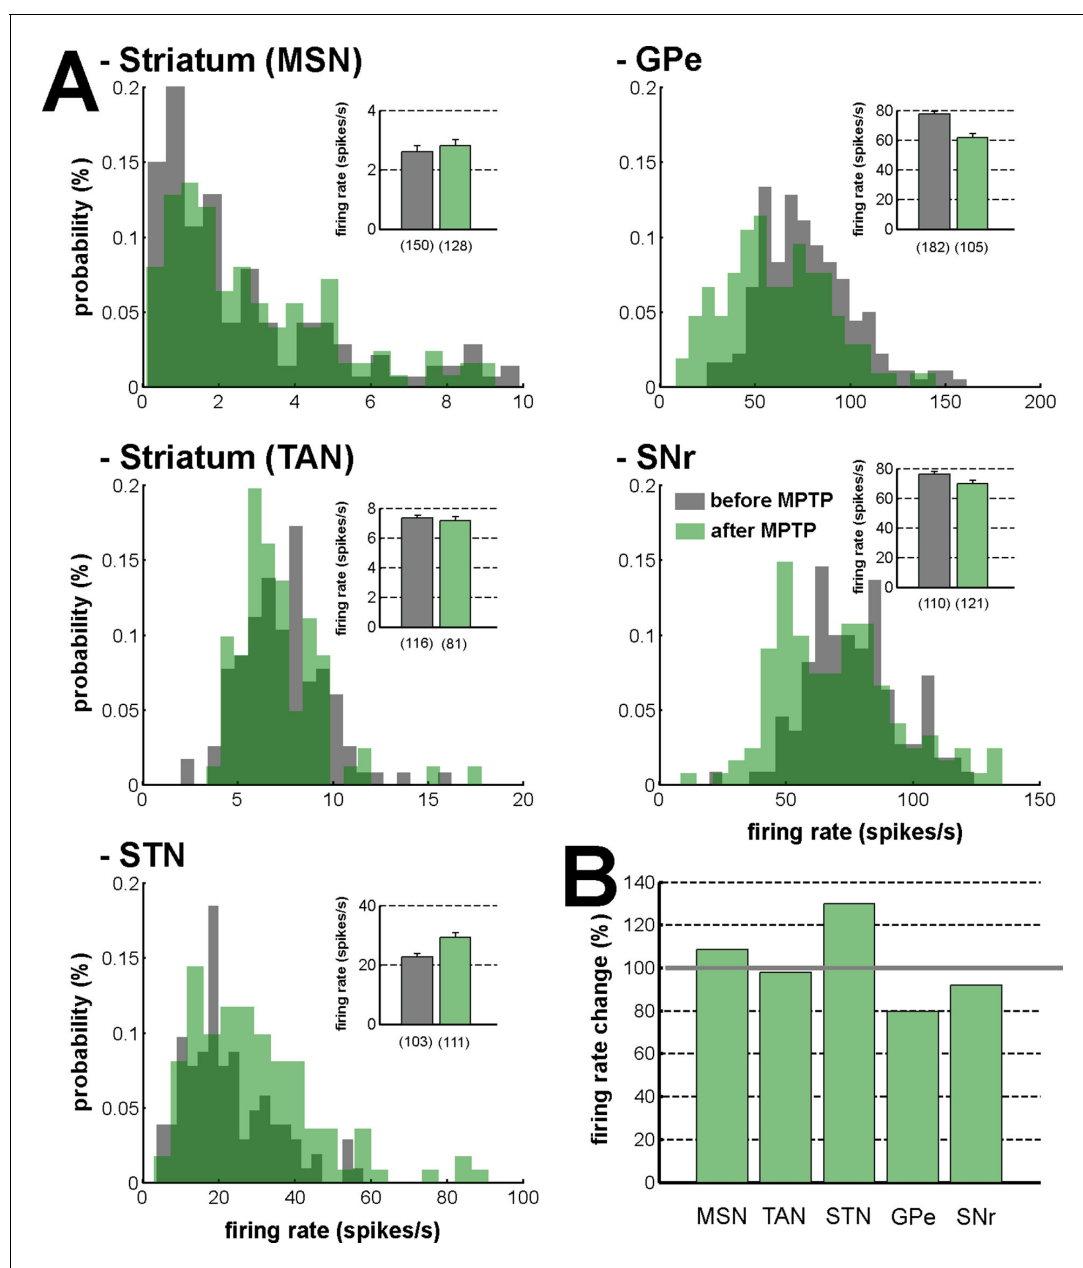 A
- Striatum (MSN)
0.2
0.15
0.1
0.05
0
probability (%)
0 2 4 6 8 10
firing rate (spikes/s)
4
2
0
(150) (128)
- GPe
0.2
0.15
0.1
0.05
0
0 50 100 150 200
firing rate (spikes/s)
80
60
40
20
0
(182) (105)
- Striatum (TAN)
0.2
0.15
0.1
0.05
0
probability (%)
0 5 10 15 20
firing rate (spikes/s)
8
6
4
2
0
(116) (81)
- SNr
before MPTP
after MPTP
0.2
0.15
0.1
0.05
0
0 50 100 150
firing rate (spikes/s)
firing rate (spikes/s)
80
60
40
20
0
(110) (121)
- STN
0.2
0.15
0.1
0.05
0
probability (%)
0 20 40 60 80 100
firing rate (spikes/s)
firing rate (spikes/s)
40
20
0
(103) (111)
B
140
120
100
80
60
40
20
0
firing rate change (%)
MSN TAN STN GPe SNr